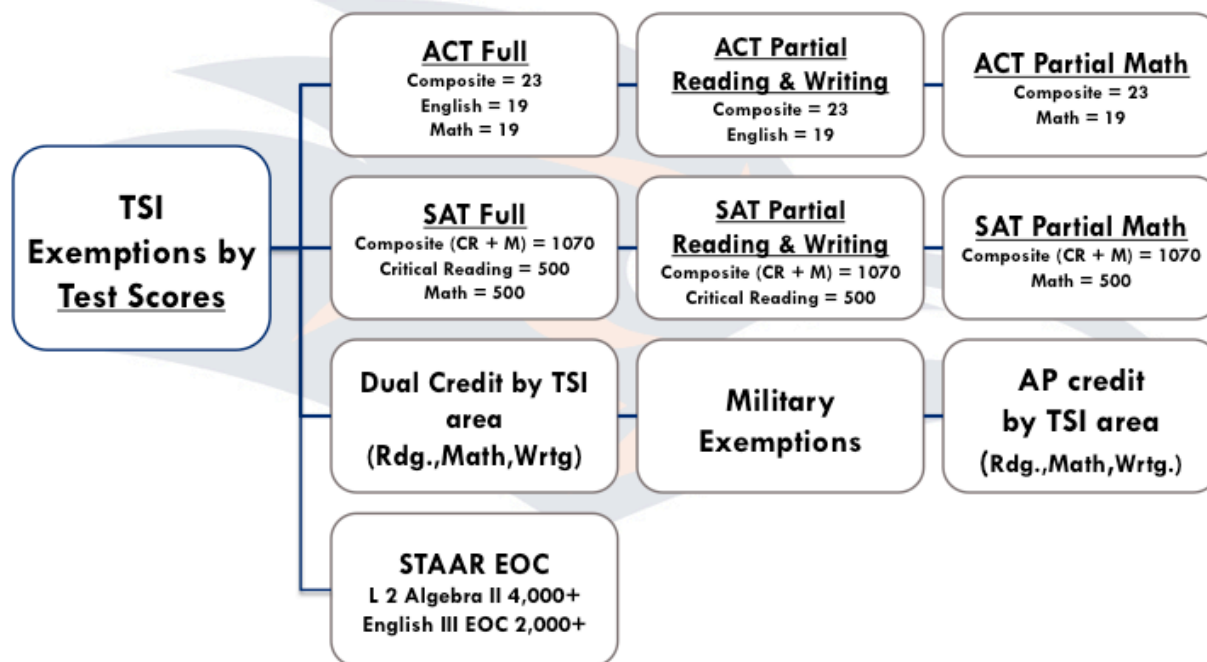 TSI
Exemptions by
Test Scores
ACT Full
Composite = 23
English = 19
Math = 19
ACT Partial
Reading & Writing
Composite = 23
English = 19
ACT Partial Math
Composite = 23
Math = 19
SAT Full
Composite (CR + M) = 1070
Critical Reading = 500
Math = 500
SAT Partial
Reading & Writing
Composite (CR + M) = 1070
Critical Reading = 500
SAT Partial Math
Composite (CR + M) = 1070
Math = 500
Dual Credit by TSI
area
(Rdg.,Math,Wrtg)
Military
Exemptions
AP credit
by TSI area
(Rdg.,Math,Wrtg.)
STAAR EOC
L 2 Algebra II 4,000+
English III EOC 2,000+